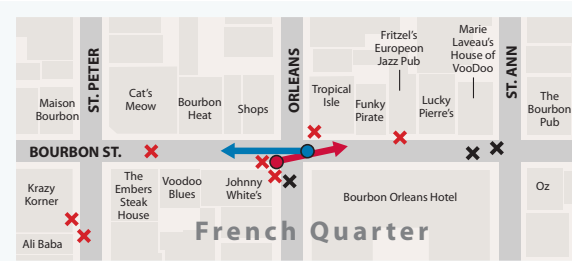 Fritzel's
Europeon
Jazz Pub
Marie
Laveau's
House of
VooDoo
ST. PETER
ORLEANS
ST. ANN
Maison
Bourbon
Cat's
Meow
Bourbon
Heat
Shops
Tropical
Isle
Funky
Pirate
Lucky
Pierre's
The
Bourbon
Pub
BOURBON ST.
Krazy
Korner
Ali Baba
The
Embers
Steak
House
Voodoo
Blues
Johnny
White's
Bourbon Orleans Hotel
Oz
French Quarter